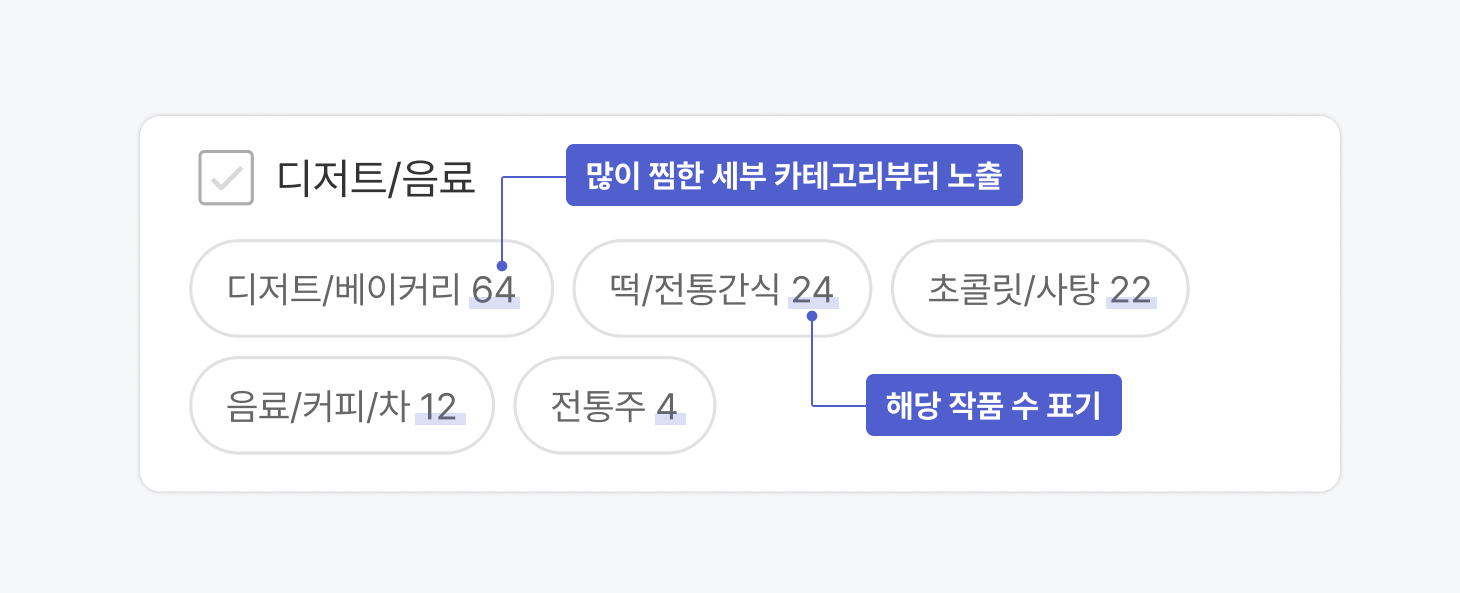 디저트/음료
많이 찜한 세부 카테고리부터 노출
디저트/베이커리 64
떡/전통간식 24
초콜릿/사탕 22
음료/커피/차 12
전통주 4
해당 작품 수 표기